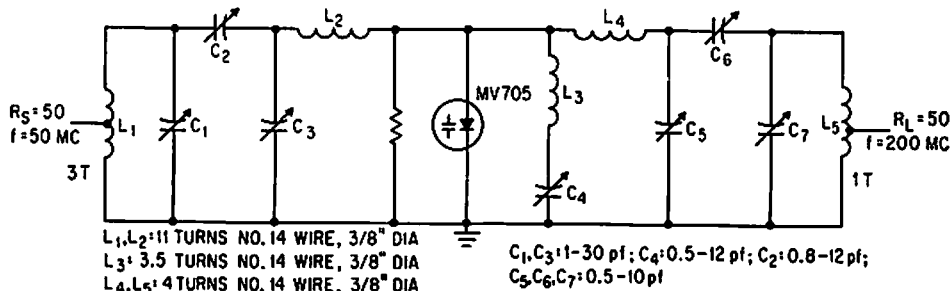 L2
L4
C2
C6
MV705
L3
RS=50
f=50 MC
L1
C1
C3
C5
C7
L5
RL=50
f=200 MC
3T
C4
1T
L1,L2:11 TURNS NO. 14 WIRE, 3/8" DIA
L3: 3.5 TURNS NO. 14 WIRE, 3/8" DIA
L4,L5: 4 TURNS NO. 14 WIRE, 3/8" DIA
C1,C3:1-30 pf; C4:0.5-12 pf; C2:0.8-12pf;
C5,C6,C7:0.5-10pf